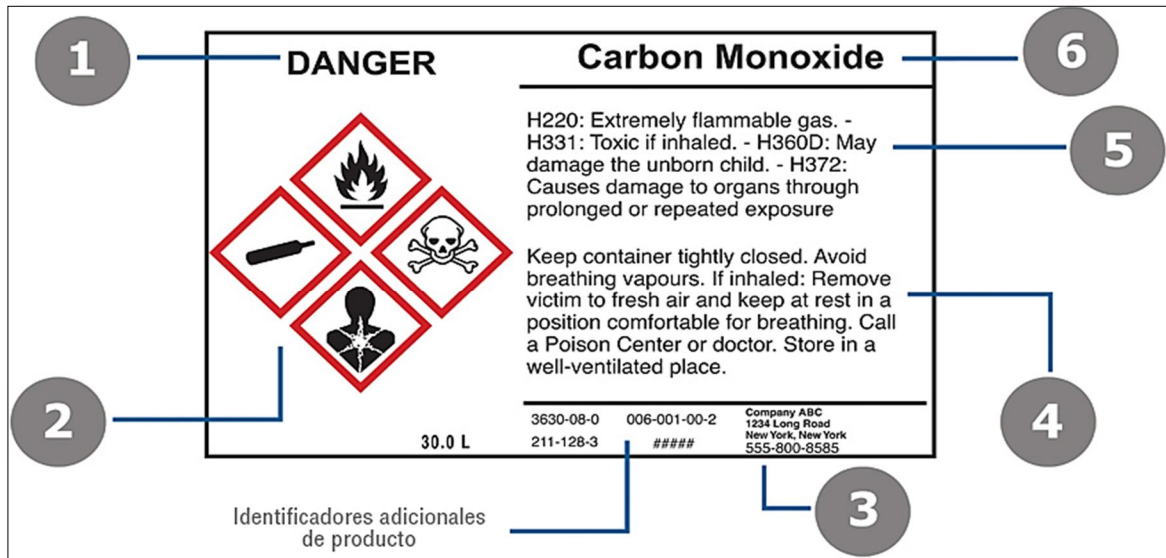 1
DANGER
2
30.0 L
Carbon Monoxide
6
H220: Extremely flammable gas. -
H331: Toxic if inhaled. - H360D: May
damage the unborn child. - H372:
Causes damage to organs through
prolonged or repeated exposure
5
Keep container tightly closed. Avoid
breathing vapours. If inhaled: Remove
victim to fresh air and keep at rest in a
position comfortable for breathing. Call
a Poison Center or doctor. Store in a
well-ventilated place.
4
3630-08-0 006-001-00-2
211-128-3 #####
Company ABC
1234 Long Road
New York, New York
555-800-8585
3
Identificadores adicionales
de producto